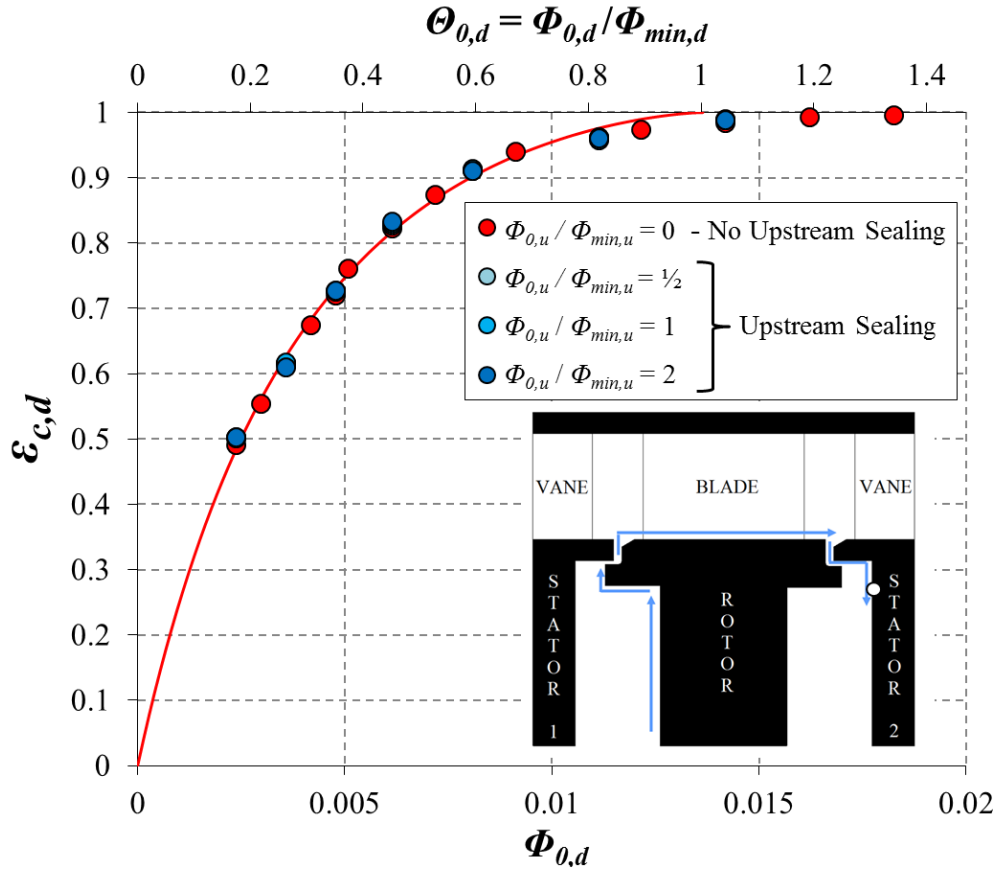 Θ0,d = Φ0,d /Φmin,d
0 0.2 0.4 0.6 0.8 1 1.2 1.4
1
0.9
0.8
0.7
0.6
0.5
0.4
0.3
0.2
0.1
0
εc,d
Φ0,u / Φmin,u = 0 - No Upstream Sealing
Φ0,u / Φmin,u = ½
Φ0,u / Φmin,u = 1
Φ0,u / Φmin,u = 2
Upstream Sealing
VANE BLADE VANE
STATOR 1
ROTOR
STATOR 2
0 0.005 0.01 0.015 0.02
Φ0,d